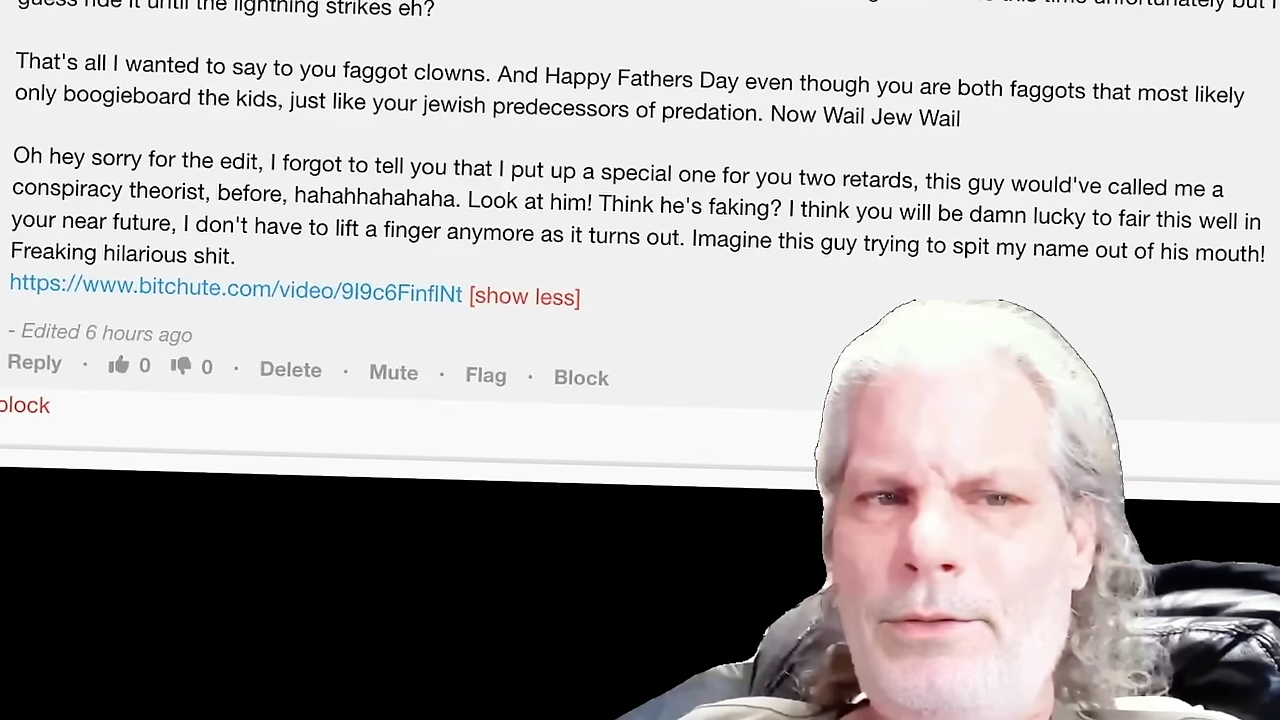 guess ride it until the lightning strikes eh?
this time unfortunately but I
That's all I wanted to say to you faggot clowns. And Happy Fathers Day even though you are both faggots that most likely
only boogieboard the kids, just like your jewish predecessors of predation. Now Wail Jew Wail
Oh hey sorry for the edit, I forgot to tell you that I put up a special one for you two retards, this guy would've called me a
conspiracy theorist, before, hahahhahahaha. Look at him! Think he's faking? I think you will be damn lucky to fair this well in
your near future, I don't have to lift a finger anymore as it turns out. Imagine this guy trying to spit my name out of his mouth!
Freaking hilarious shit.
https://www.bitchute.com/video/9I9c6FinflNt [show less]
- Edited 6 hours ago
Reply · 0 0 · Delete · Mute · Flag · Block
block